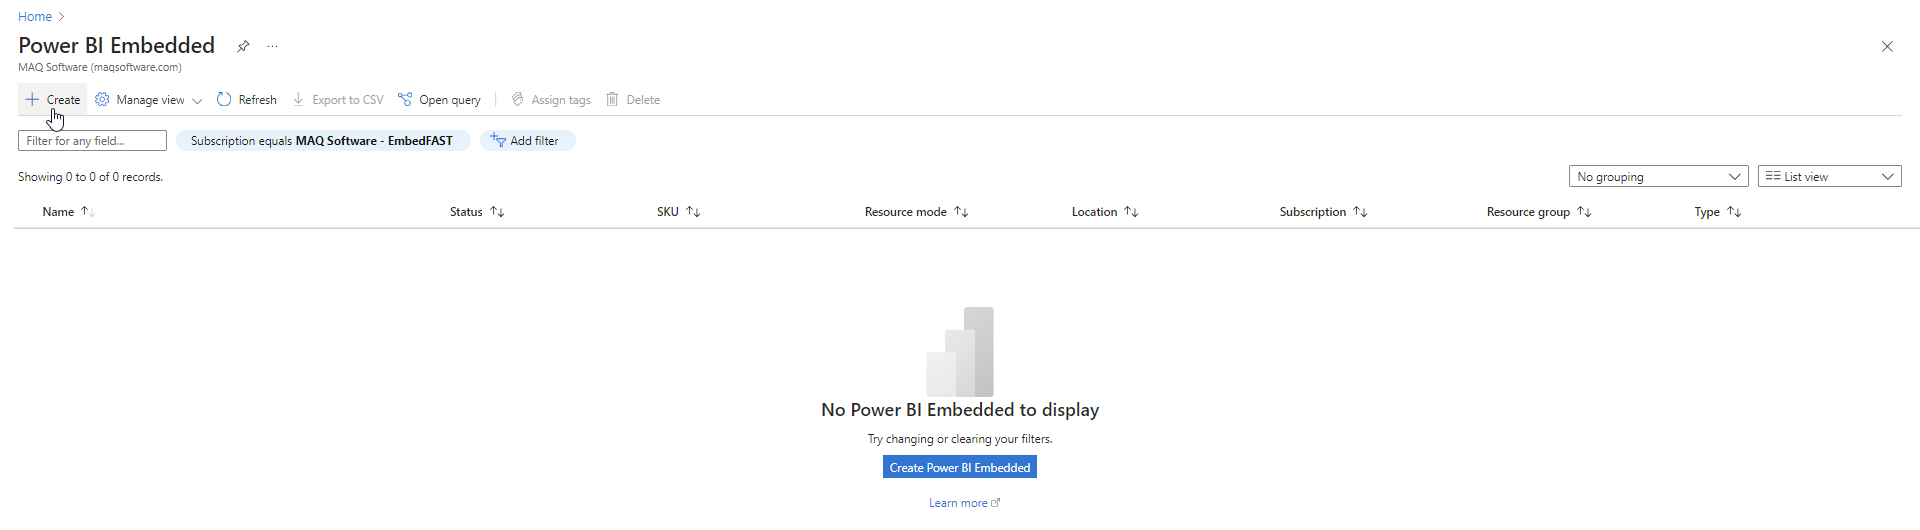 Home
Power BI Embedded
MAQ Software (maqsoftware.com)
Create Manage view Refresh Export to CSV Open query Assign tags Delete
Filter for any field... Subscription equals MAQ Software - EmbedFAST Add filter
Showing 0 to 0 of 0 records. No grouping List view
Name Status SKU Resource mode Location Subscription Resource group Type
No Power BI Embedded to display
Try changing or clearing your filters.
Create Power BI Embedded
Learn more